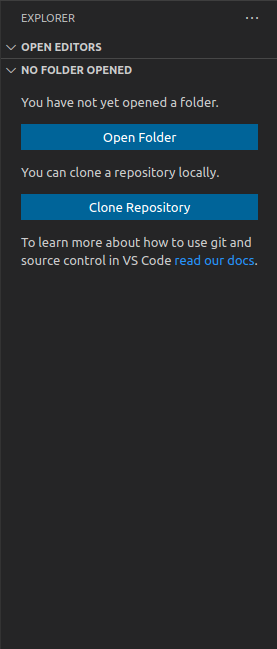 EXPLORER
OPEN EDITORS
NO FOLDER OPENED
You have not yet opened a folder.
Open Folder
You can clone a repository locally.
Clone Repository
To learn more about how to use git and
source control in VS Code read our docs.